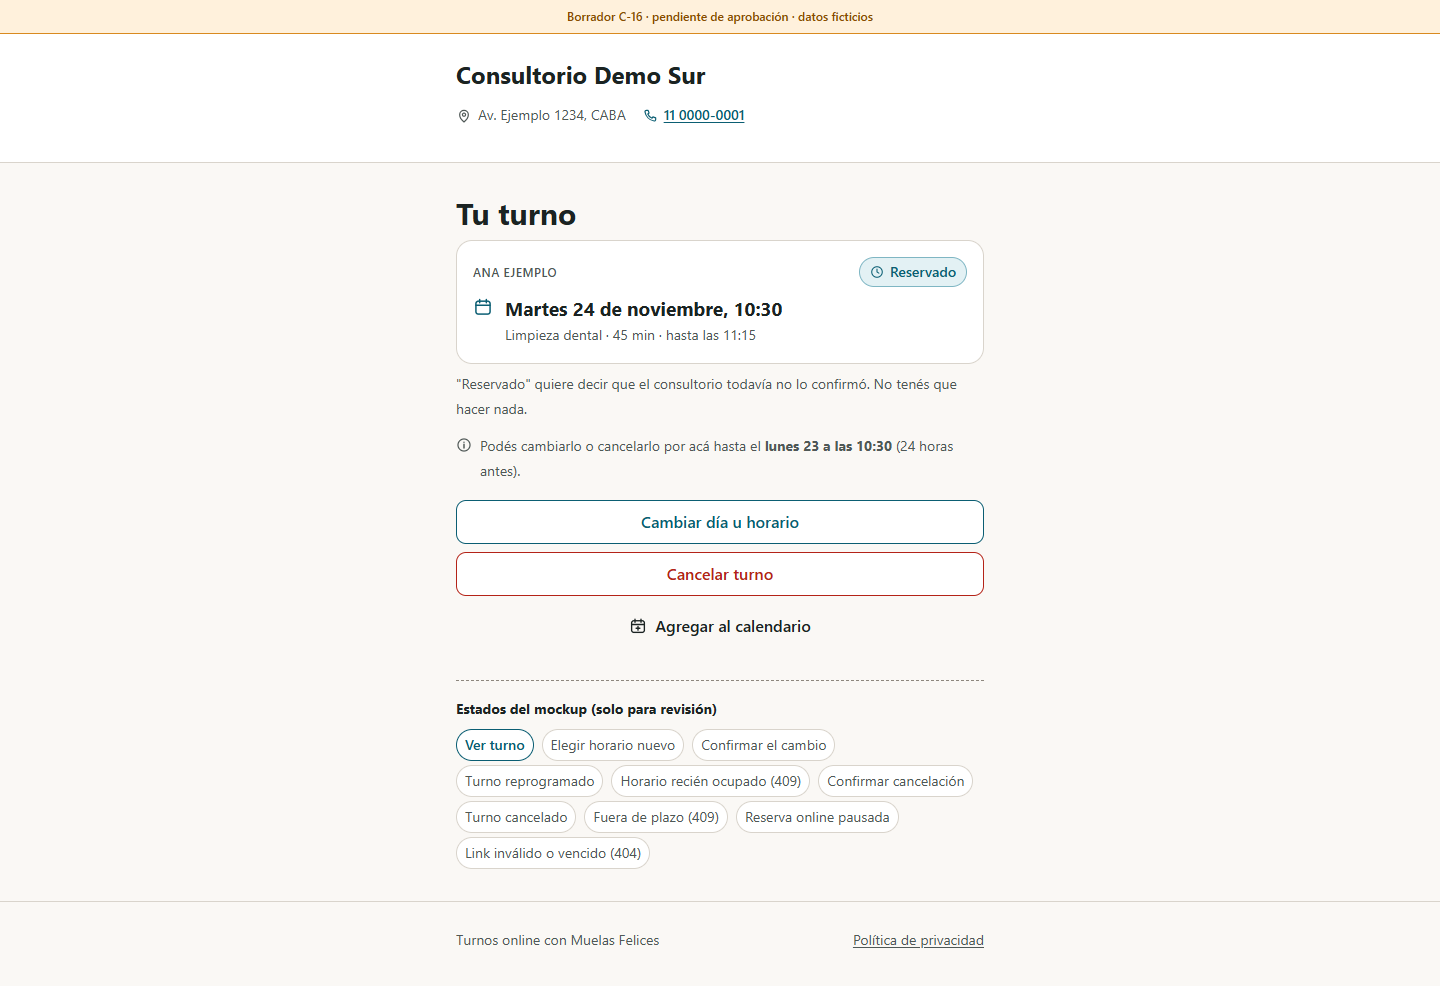 Borrador C-16 · pendiente de aprobación · datos ficticios
Consultorio Demo Sur
Av. Ejemplo 1234, CABA 11 0000-0001
Tu turno
ANA EJEMPLO Reservado
Martes 24 de noviembre, 10:30
Limpieza dental · 45 min · hasta las 11:15
"Reservado" quiere decir que el consultorio todavía no lo confirmó. No tenés que
hacer nada.
Podés cambiarlo o cancelarlo por acá hasta el lunes 23 a las 10:30 (24 horas
antes).
Cambiar día u horario
Cancelar turno
Agregar al calendario
Estados del mockup (solo para revisión)
Ver turno Elegir horario nuevo Confirmar el cambio
Turno reprogramado Horario recién ocupado (409) Confirmar cancelación
Turno cancelado Fuera de plazo (409) Reserva online pausada
Link inválido o vencido (404)
Turnos online con Muelas Felices Política de privacidad